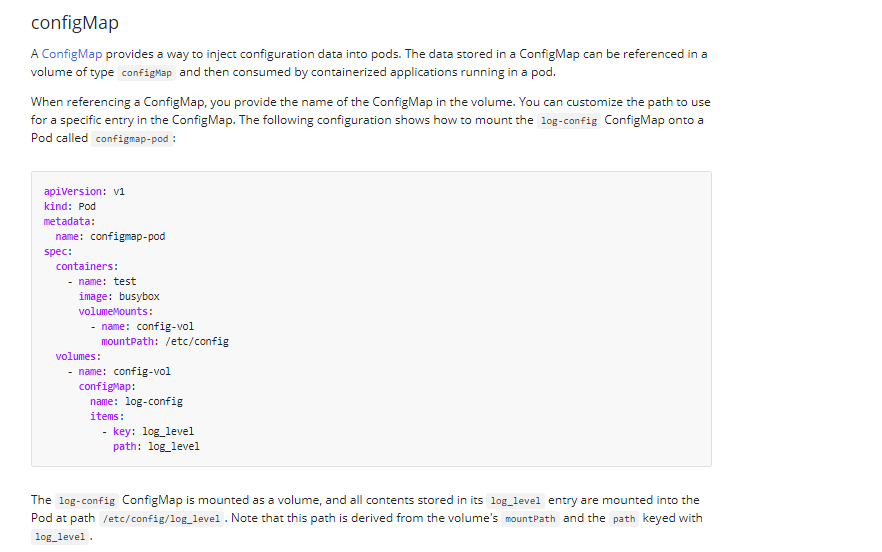 configMap
A ConfigMap provides a way to inject configuration data into pods. The data stored in a ConfigMap can be referenced in a
volume of type configMap and then consumed by containerized applications running in a pod.
When referencing a ConfigMap, you provide the name of the ConfigMap in the volume. You can customize the path to use
for a specific entry in the ConfigMap. The following configuration shows how to mount the log-config ConfigMap onto a
Pod called configmap-pod :
apiVersion: v1
kind: Pod
metadata:
  name: configmap-pod
spec:
  containers:
    - name: test
      image: busybox
      volumeMounts:
        - name: config-vol
          mountPath: /etc/config
  volumes:
    - name: config-vol
      configMap:
        name: log-config
        items:
          - key: log_level
            path: log_level
The log-config ConfigMap is mounted as a volume, and all contents stored in its log_level entry are mounted into the
Pod at path /etc/config/log_level . Note that this path is derived from the volume's mountPath and the path keyed with
log_level .